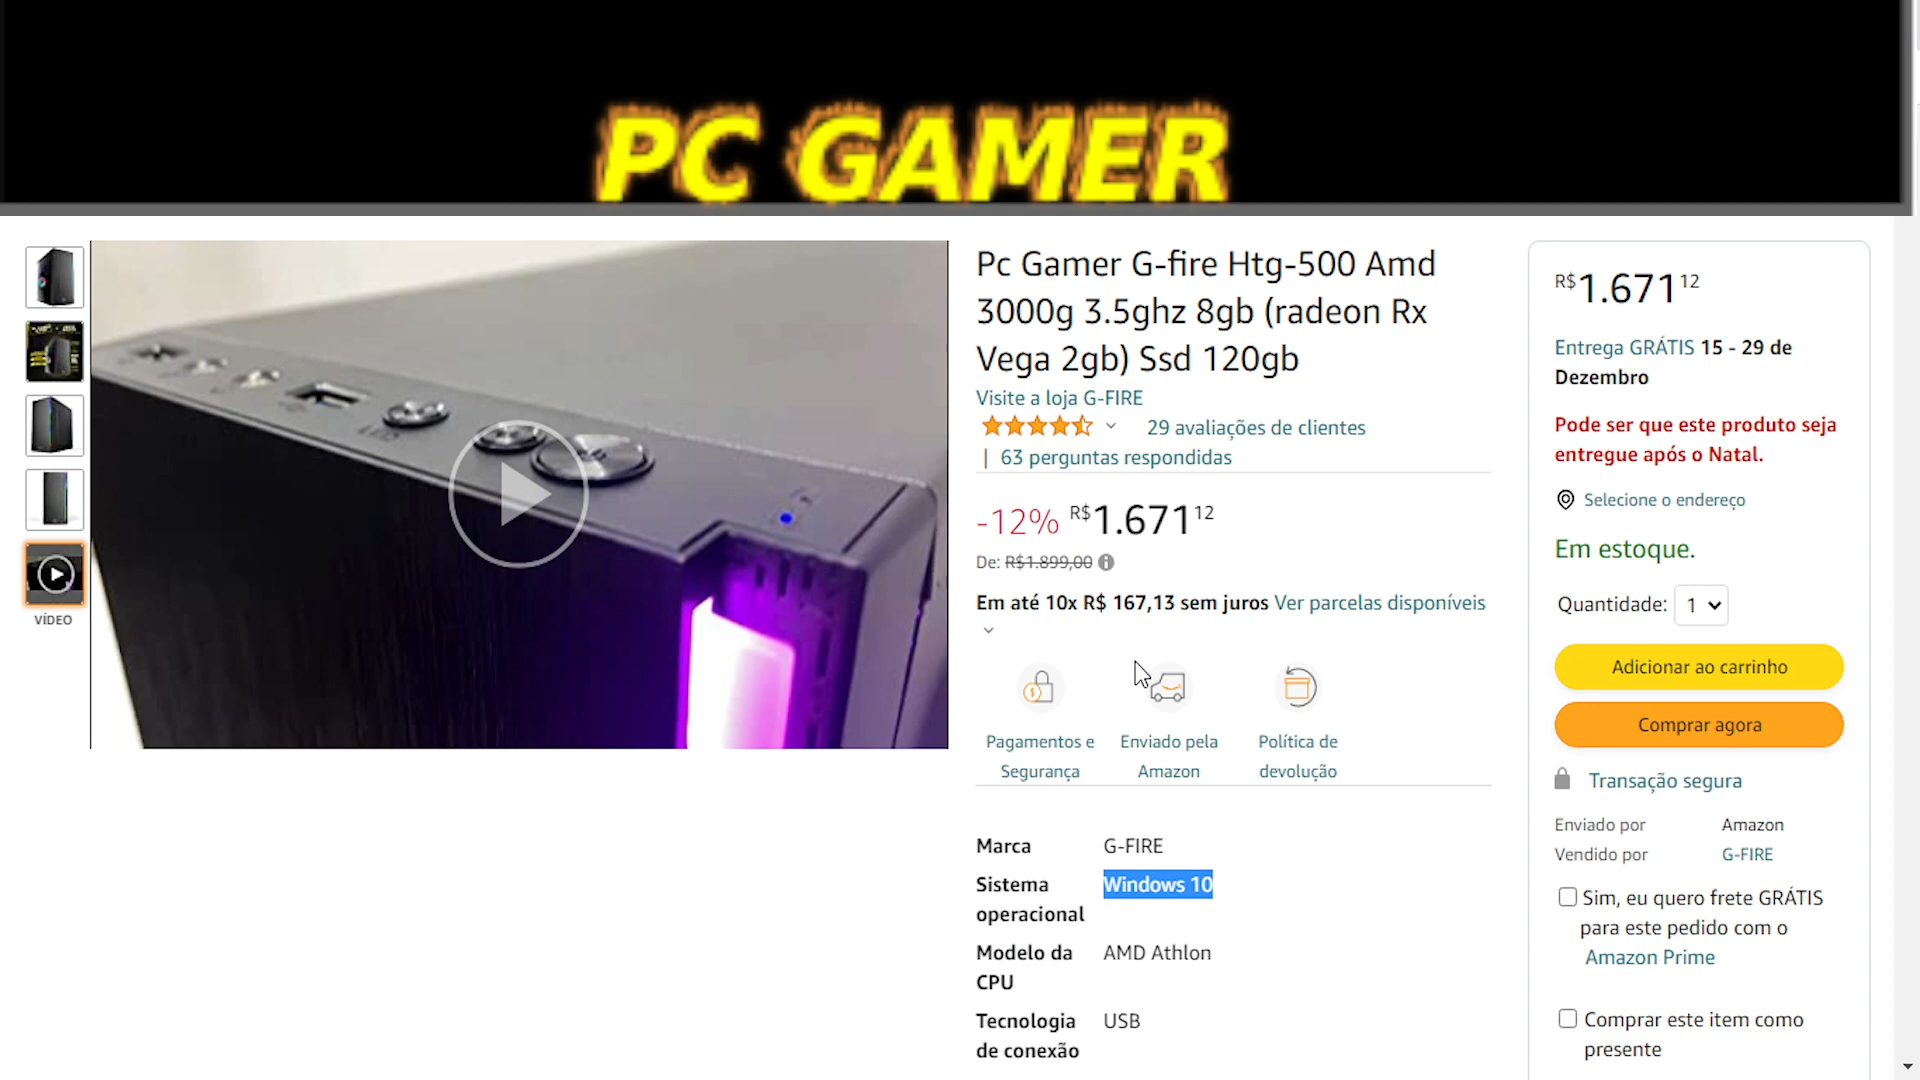 PC GAMER
VÍDEO
Pc Gamer G-fire Htg-500 Amd
3000g 3.5ghz 8gb (radeon Rx
Vega 2gb) Ssd 120gb
Visite a loja G-FIRE
29 avaliações de clientes
| 63 perguntas respondidas
-12% R$1.67112
De: R$1.899,00
Em até 10x R$ 167,13 sem juros Ver parcelas disponíveis
Pagamentos e
Segurança
Enviado pela
Amazon
Política de
devolução
Marca G-FIRE
Sistema Windows 10
operacional
Modelo da AMD Athlon
CPU
Tecnologia USB
de conexão
R$1.67112
Entrega GRÁTIS 15 - 29 de
Dezembro
Pode ser que este produto seja
entregue após o Natal.
Selecione o endereço
Em estoque.
Quantidade: 1
Adicionar ao carrinho
Comprar agora
Transação segura
Enviado por Amazon
Vendido por G-FIRE
Sim, eu quero frete GRÁTIS
para este pedido com o
Amazon Prime
Comprar este item como
presente